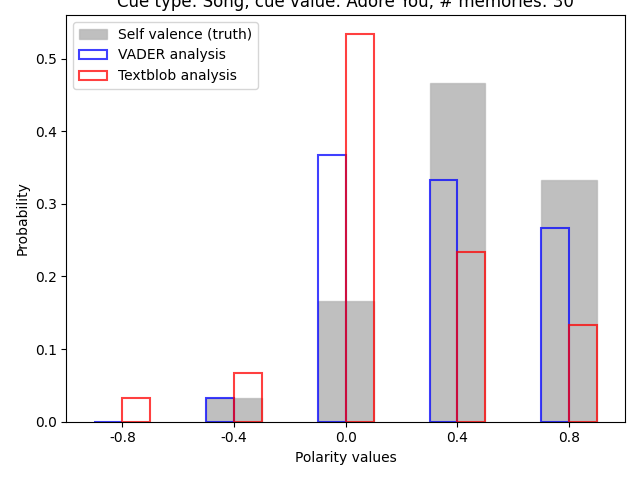 Cue type: Song, cue value: Adore You, # memories: 30
Self valence (truth)
VADER analysis
Textblob analysis
Probability
0.5
0.4
0.3
0.2
0.1
0.0
-0.8 -0.4 0.0 0.4 0.8
Polarity values